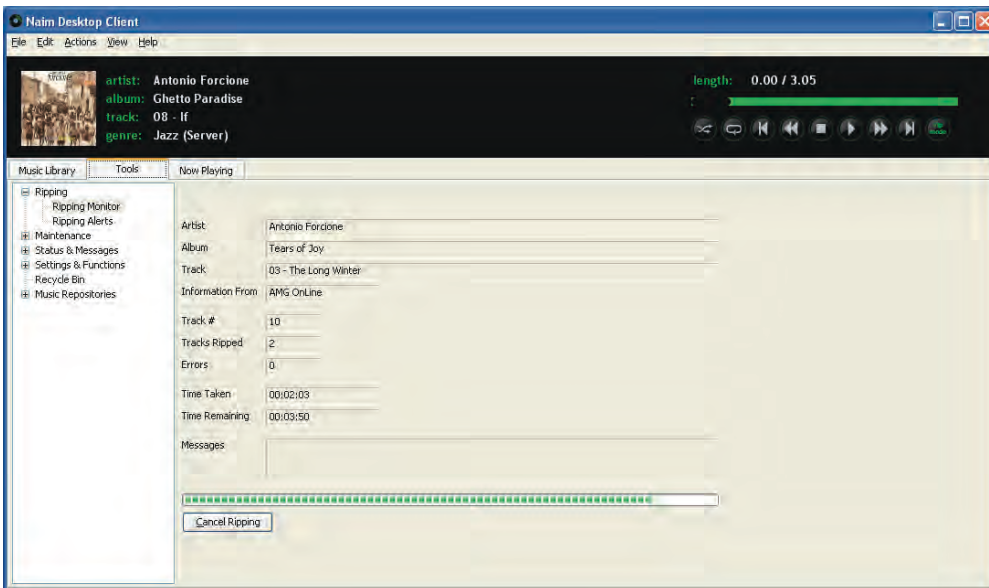 Naim Desktop Client
File Edit Actions View Help
artist: Antonio Forcione
album: Ghetto Paradise
track: 08 - If
genre: Jazz (Server)
length: 0.00 / 3.05
Music Library Tools Now Playing
Ripping
Ripping Monitor
Ripping Alerts
Maintenance
Status & Messages
Settings & Functions
Recycle Bin
Music Repositories
Artist Antonio Forcione
Album Tears of Joy
Track 03 - The Long Winter
Information From AMG OnLine
Track # 10
Tracks Ripped 2
Errors 0
Time Taken 00:02:03
Time Remaining 00:03:50
Messages
Cancel Ripping